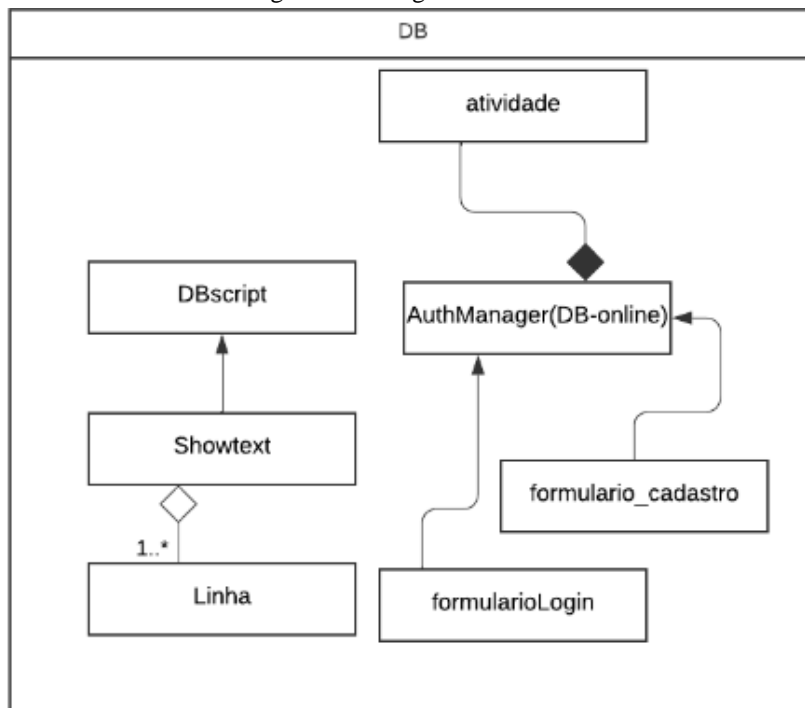 DB
atividade
DBscript
AuthManager(DB-online)
Showtext
formulario_cadastro
1..*
Linha
formularioLogin